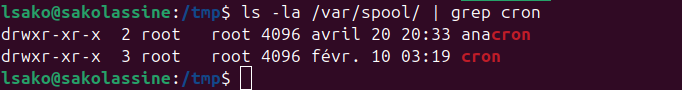 lsako@sakolassine:/tmp$ ls -la /var/spool/ | grep cron
drwxr-xr-x  2 root   root 4096 avril 20 20:33 anacron
drwxr-xr-x  3 root   root 4096 févr. 10 03:19 cron
lsako@sakolassine:/tmp$